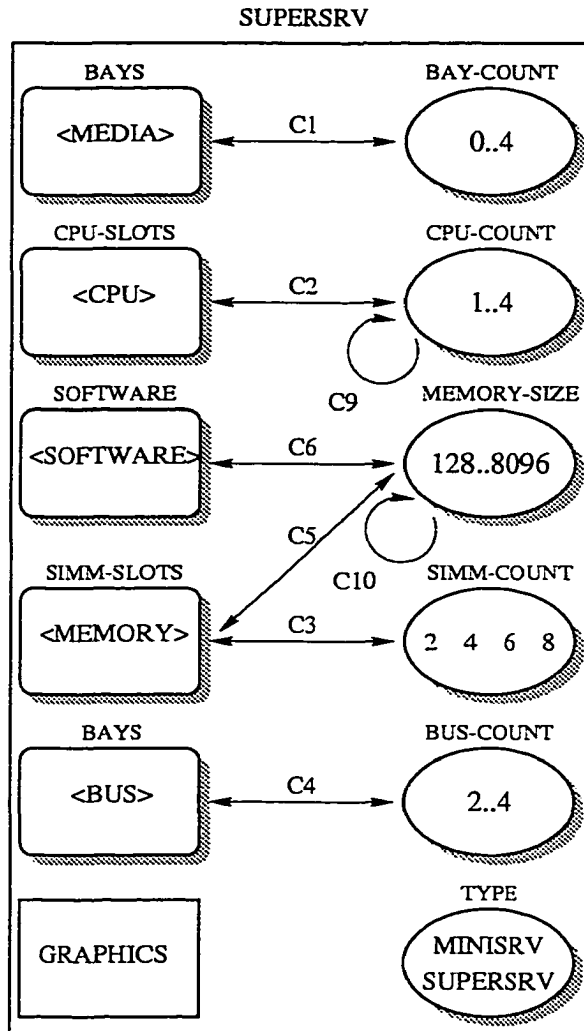 SUPERSRV
BAYS
BAY-COUNT
<MEDIA>
C1
0..4
CPU-SLOTS
CPU-COUNT
<CPU>
C2
1..4
C9
SOFTWARE
MEMORY-SIZE
<SOFTWARE>
C6
128..8096
C5
C10
SIMM-SLOTS
SIMM-COUNT
<MEMORY>
C3
2 4 6 8
BAYS
BUS-COUNT
<BUS>
C4
2..4
TYPE
GRAPHICS
MINISRV
SUPERSRV